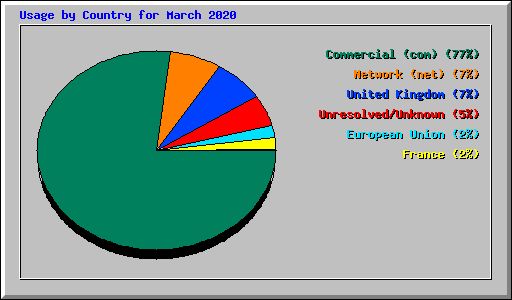 Usage by Country for March 2020
Commercial (com) (77%)
Network (net) (7%)
United Kingdom (7%)
Unresolved/Unknown (5%)
European Union (2%)
France (2%)